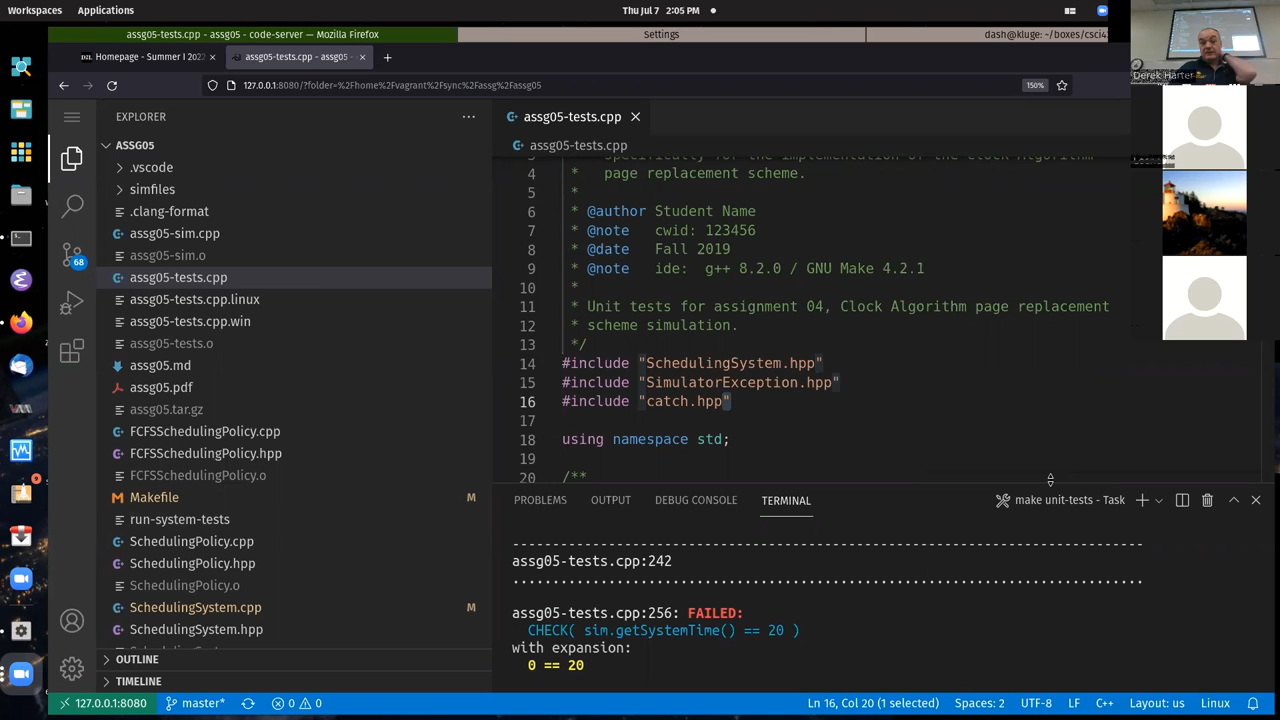 Workspaces Applications Thu Jul 7 2:05 PM
assg05-tests.cpp - assg05 - code-server — Mozilla Firefox Settings dash@kluge: ~/boxes/csci4
Homepage - Summer I 2022 assg05-tests.cpp - assg05 -
127.0.0.1:8080/?folder=%2Fhome%2Fvagrant%2Fsync%2Fassg%2Fassg05 150%
Derek Harter
EXPLORER
assg05-tests.cpp
ASSG05
assg05-tests.cpp
.vscode
simfiles
.clang-format
assg05-sim.cpp
assg05-sim.o
assg05-tests.cpp
assg05-tests.cpp.linux
assg05-tests.cpp.win
assg05-tests.o
assg05.md
assg05.pdf
assg05.tar.gz
FCFSSchedulingPolicy.cpp
FCFSSchedulingPolicy.hpp
FCFSSchedulingPolicy.o
Makefile M
run-system-tests
SchedulingPolicy.cpp
SchedulingPolicy.hpp
SchedulingPolicy.o
SchedulingSystem.cpp M
SchedulingSystem.hpp
OUTLINE
TIMELINE
68
9
3 * specifically for the implementation of the Clock Algorithm
4 * page replacement scheme.
5 *
6 * @author Student Name
7 * @note cwid: 123456
8 * @date Fall 2019
9 * @note ide: g++ 8.2.0 / GNU Make 4.2.1
10 *
11 * Unit tests for assignment 04, Clock Algorithm page replacement
12 * scheme simulation.
13 */
14 #include "SchedulingSystem.hpp"
15 #include "SimulatorException.hpp"
16 #include "catch.hpp"
17
18 using namespace std;
19
20 /**
PROBLEMS OUTPUT DEBUG CONSOLE TERMINAL make unit-tests - Task
-------------------------------------------------------------------------------
assg05-tests.cpp:242
...............................................................................
assg05-tests.cpp:256: FAILED:
CHECK( sim.getSystemTime() == 20 )
with expansion:
0 == 20
127.0.0.1:8080 master* 0 0 Ln 16, Col 20 (1 selected) Spaces: 2 UTF-8 LF C++ Layout: us Linux